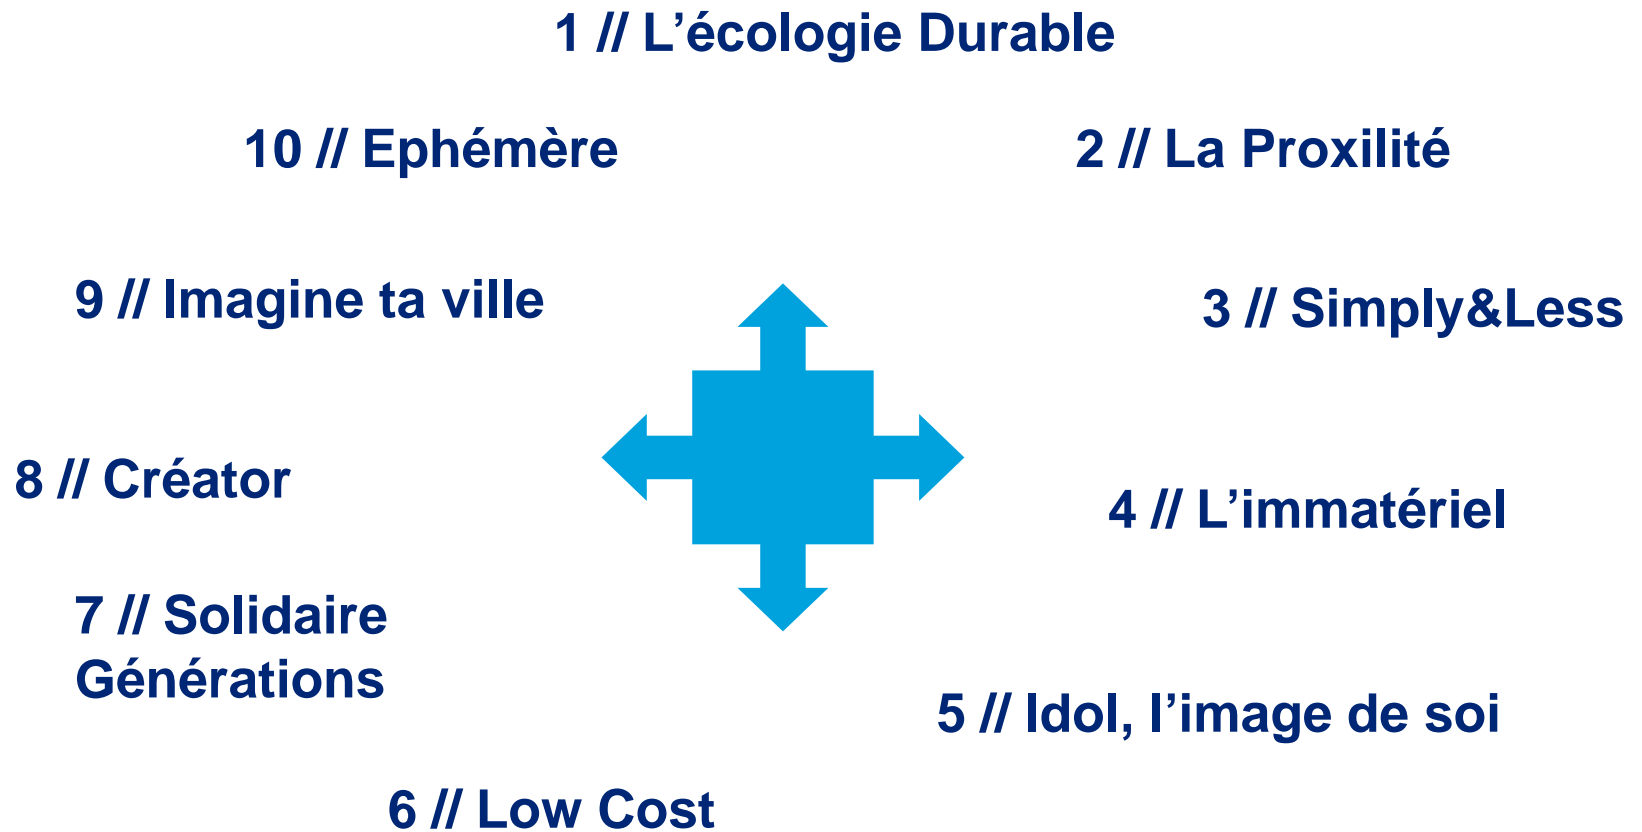 1 // L’écologie Durable
10 // Ephémère
2 // La Proxilité
9 // Imagine ta ville
3 // Simply&Less
8 // Créator
4 // L’immatériel
7 // Solidaire
Générations
5 // Idol, l’image de soi
6 // Low Cost